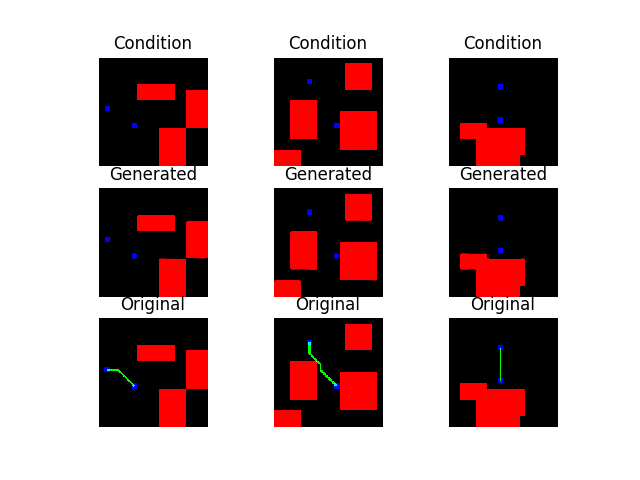 Condition Condition Condition
Generated Generated Generated
Original Original Original